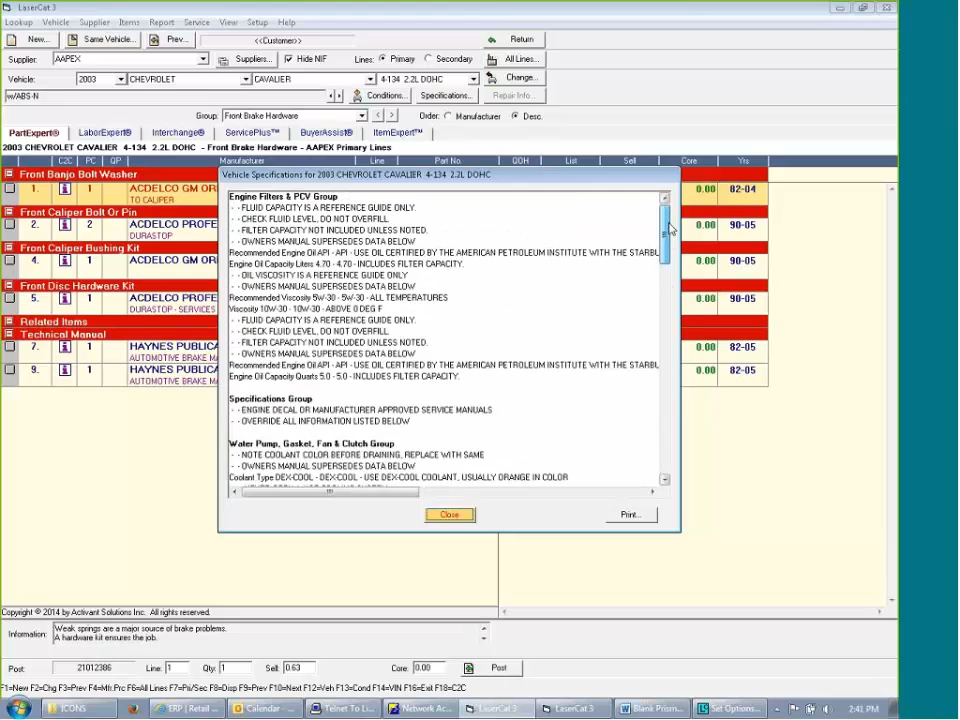 LaserCat 3
Lookup Vehicle Supplier Items Report Service View Setup Help
New... Same Vehicle... Prev... <<Customer>> Return
Supplier: AAPEX Suppliers... Hide NIF Lines: Primary Secondary All Lines...
Vehicle: 2003 CHEVROLET CAVALIER 4-134 2.2L DOHC Change...
w/ABS-N Conditions... Specifications... Repair Info...
Group: Front Brake Hardware < > Order: Manufacturer Desc.
PartExpert® LaborExpert® Interchange® ServicePlus™ BuyerAssist® ItemExpert™
2003 CHEVROLET CAVALIER 4-134 2.2L DOHC - Front Brake Hardware - AAPEX Primary Lines
C2C PC QP Manufacturer Line Part No. QOH List Sell Core Yrs
Front Banjo Bolt Washer
1. 1 ACDELCO GM OR 0.00 82-04
TO CALIPER
Front Caliper Bolt Or Pin
2. 2 ACDELCO PROFE 0.00 90-05
DURASTOP
Front Caliper Bushing Kit
4. 1 ACDELCO GM OR 0.00 90-05
Front Disc Hardware Kit
5. 1 ACDELCO PROFE 0.00 90-05
DURASTOP - SERVICES
Related Items
Technical Manual
7. 1 HAYNES PUBLICA 0.00 82-05
AUTOMOTIVE BRAKE MA
9. 1 HAYNES PUBLICA 0.00 82-05
AUTOMOTIVE BRAKE MA
Vehicle Specifications for 2003 CHEVROLET CAVALIER 4-134 2.2L DOHC
Engine Filters & PCV Group
- - FLUID CAPACITY IS A REFERENCE GUIDE ONLY.
- - CHECK FLUID LEVEL, DO NOT OVERFILL.
- - FILTER CAPACITY NOT INCLUDED UNLESS NOTED.
- - OWNERS MANUAL SUPERSEDES DATA BELOW
Recommended Engine Oil API - API - USE OIL CERTIFIED BY THE AMERICAN PETROLEUM INSTITUTE WITH THE STARBU
Engine Oil Capacity Liters 4.70 - 4.70 - INCLUDES FILTER CAPACITY.
- - OIL VISCOSITY IS A REFERENCE GUIDE ONLY
- - OWNERS MANUAL SUPERSEDES DATA BELOW
Recommended Viscosity 5W-30 - 5W-30 - ALL TEMPERATURES
Viscosity 10W-30 - 10W-30 - ABOVE 0 DEG F
- - FLUID CAPACITY IS A REFERENCE GUIDE ONLY.
- - CHECK FLUID LEVEL, DO NOT OVERFILL.
- - FILTER CAPACITY NOT INCLUDED UNLESS NOTED.
- - OWNERS MANUAL SUPERSEDES DATA BELOW
Recommended Engine Oil API - API - USE OIL CERTIFIED BY THE AMERICAN PETROLEUM INSTITUTE WITH THE STARBU
Engine Oil Capacity Quarts 5.0 - 5.0 - INCLUDES FILTER CAPACITY.
Specifications Group
- - ENGINE DECAL OR MANUFACTURER APPROVED SERVICE MANUALS
- - OVERRIDE ALL INFORMATION LISTED BELOW
Water Pump, Gasket, Fan & Clutch Group
- - NOTE COOLANT COLOR BEFORE DRAINING, REPLACE WITH SAME
- - OWNERS MANUAL SUPERSEDES DATA BELOW
Coolant Type DEX-COOL - DEX-COOL - USE DEX-COOL COOLANT, USUALLY ORANGE IN COLOR
Close Print...
Copyright © 2014 by Activant Solutions Inc. All rights reserved.
Information: Weak springs are a major source of brake problems.
A hardware kit ensures the job.
Post: 21012386 Line: 1 Qty: 1 Sell: 0.63 Core: 0.00 Post
F1=New F2=Chg F3=Prev F4=Mfr.Prc F6=All Lines F7=Pri/Sec F8=Disp F9=Prev F10=Next F12=Veh F13=Cond F14=VIN F16=Exit F18=C2C
ICONS ERP | Retail ... Calendar - ... Telnet To Li... Network Ac... LaserCat 3 LaserCat 3 Blank Prism... Set Options... 2:41 PM